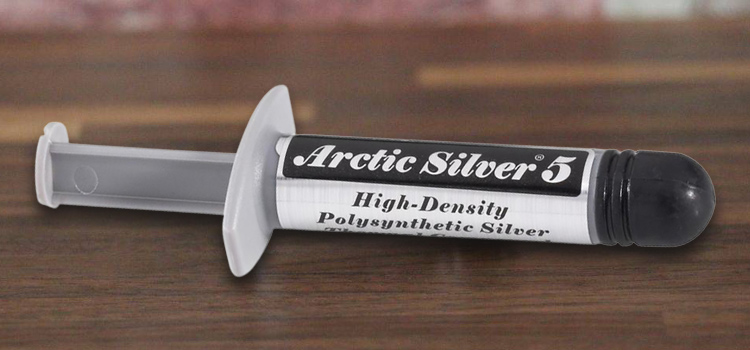 Arctic Silver® 5
High-Density
Polysynthetic Silver